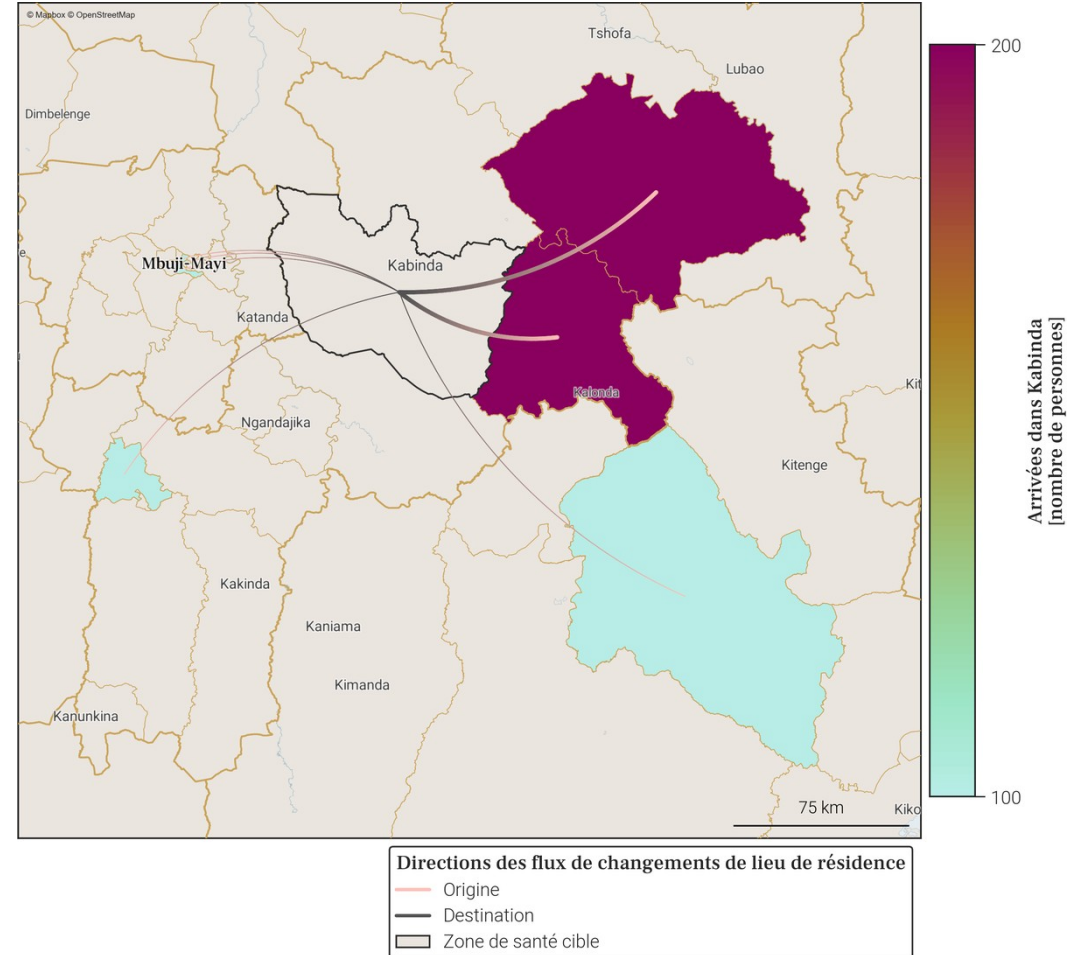 © Mapbox © OpenStreetMap
Tshofa
Lubao
Dimbelenge
Mbuji-Mayi
Kabinda
Katanda
Kalonda
Kit
Ngandajika
Kitenge
Kakinda
Kaniama
Kimanda
Kanunkina
75 km
Kiko
200
100
Arrivées dans Kabinda
[nombre de personnes]
Directions des flux de changements de lieu de résidence
Origine
Destination
Zone de santé cible